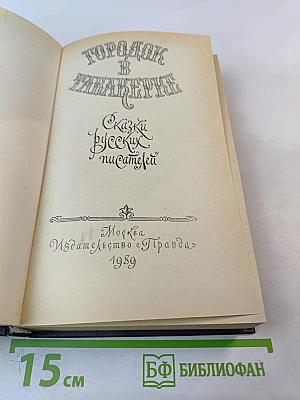 ГОРОДОК
В
ТАБАКЕРКЕ
Сказки
русских
писателей
Москва
Издательство «Правда»
1989
15 см
БФ БИБЛИОФАН